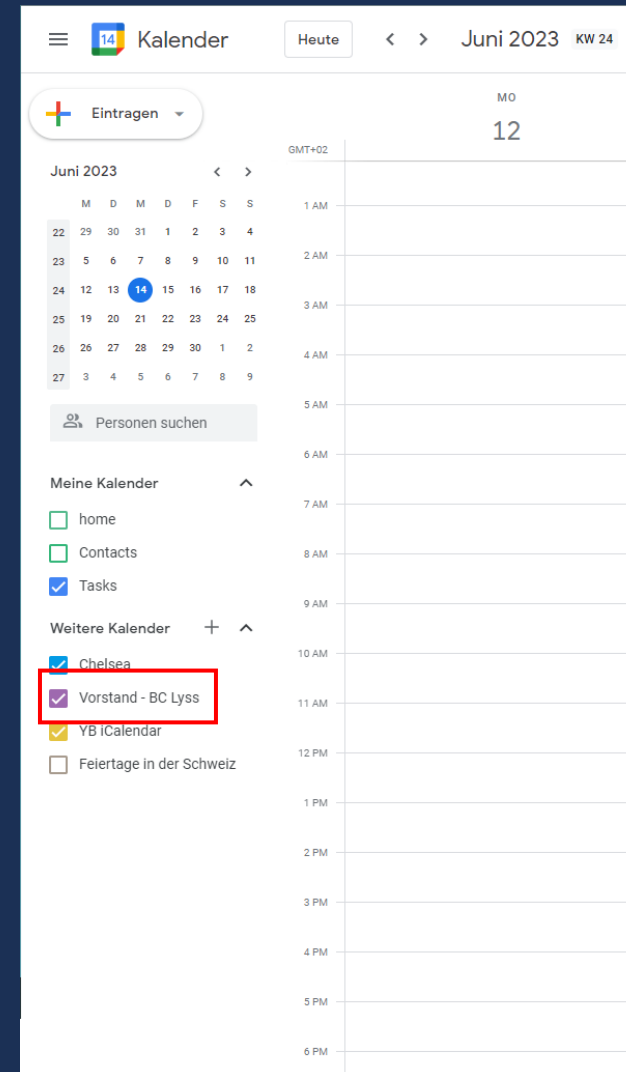 14 Kalender Heute < > Juni 2023 KW 24
Eintragen
MO
12
GMT+02
Juni 2023 < >
M D M D F S S
22 29 30 31 1 2 3 4
23 5 6 7 8 9 10 11
24 12 13 14 15 16 17 18
25 19 20 21 22 23 24 25
26 26 27 28 29 30 1 2
27 3 4 5 6 7 8 9
Personen suchen
Meine Kalender
home
Contacts
Tasks
Weitere Kalender +
Chelsea
Vorstand - BC Lyss
YB iCalendar
Feiertage in der Schweiz
1 AM
2 AM
3 AM
4 AM
5 AM
6 AM
7 AM
8 AM
9 AM
10 AM
11 AM
12 PM
1 PM
2 PM
3 PM
4 PM
5 PM
6 PM